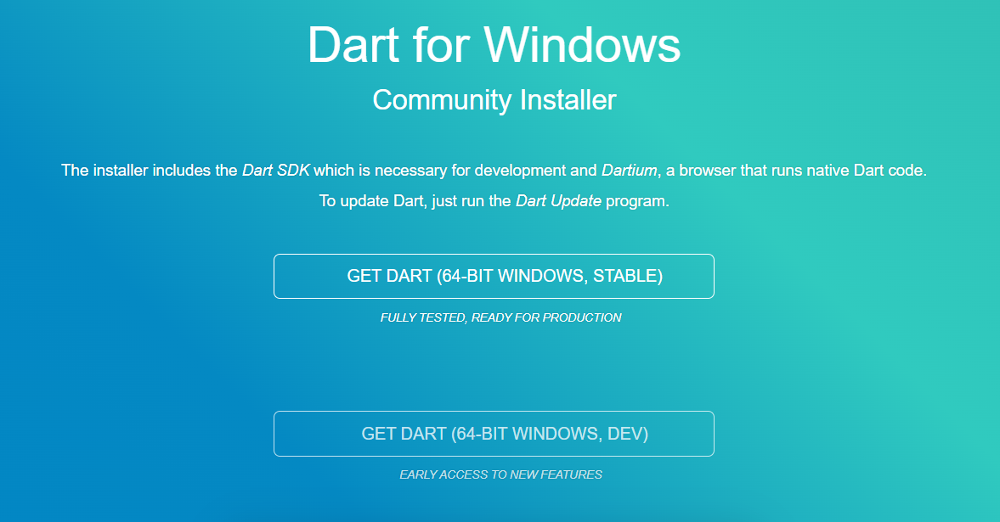 Dart for Windows
Community Installer
The installer includes the Dart SDK which is necessary for development and Dartium, a browser that runs native Dart code.
To update Dart, just run the Dart Update program.
GET DART (64-BIT WINDOWS, STABLE)
FULLY TESTED, READY FOR PRODUCTION
GET DART (64-BIT WINDOWS, DEV)
EARLY ACCESS TO NEW FEATURES